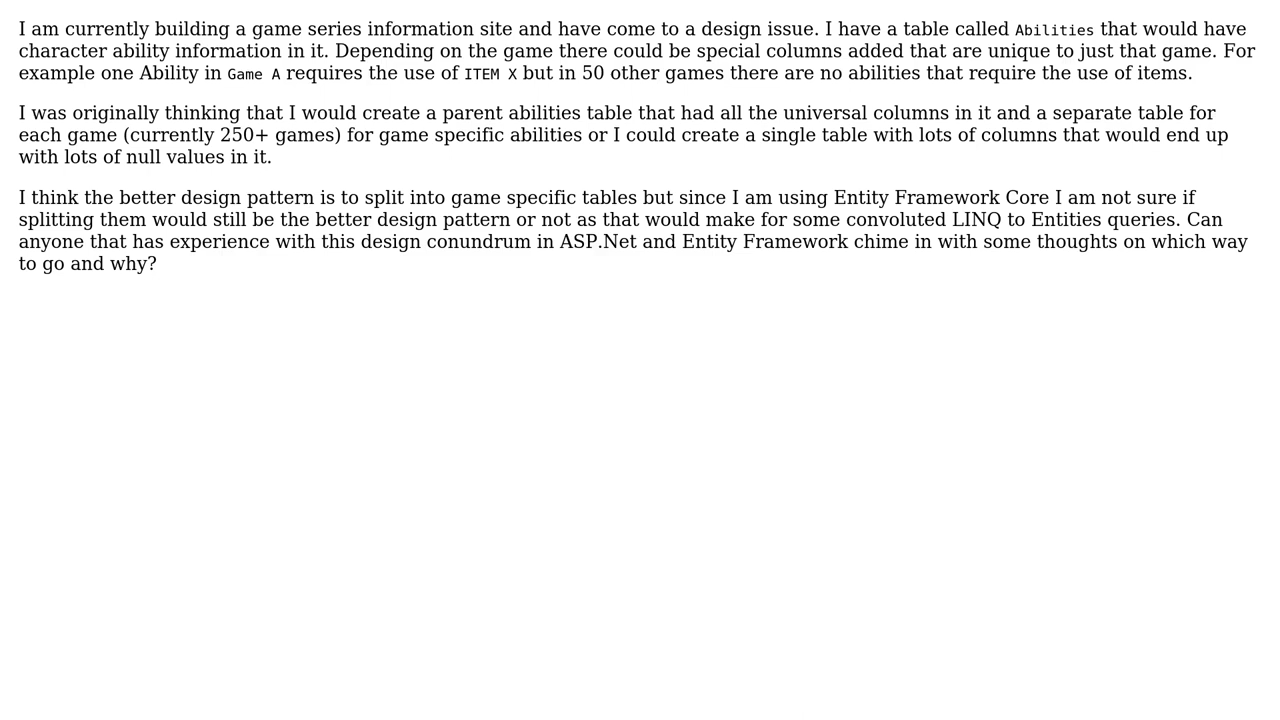 I am currently building a game series information site and have come to a design issue. I have a table called Abilities that would have
character ability information in it. Depending on the game there could be special columns added that are unique to just that game. For
example one Ability in Game A requires the use of ITEM X but in 50 other games there are no abilities that require the use of items.
I was originally thinking that I would create a parent abilities table that had all the universal columns in it and a separate table for
each game (currently 250+ games) for game specific abilities or I could create a single table with lots of columns that would end up
with lots of null values in it.
I think the better design pattern is to split into game specific tables but since I am using Entity Framework Core I am not sure if
splitting them would still be the better design pattern or not as that would make for some convoluted LINQ to Entities queries. Can
anyone that has experience with this design conundrum in ASP.Net and Entity Framework chime in with some thoughts on which way
to go and why?